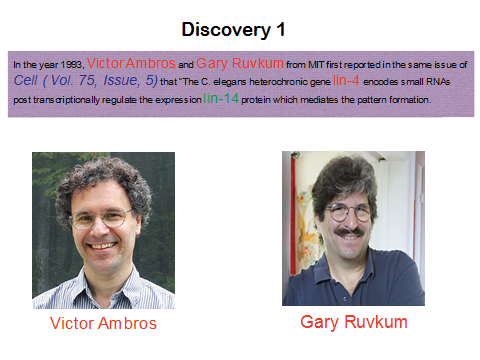 Discovery 1
In the year 1993, Victor Ambros and Gary Ruvkum from MIT first reported in the same issue of
Cell ( Vol. 75, Issue, 5) that “The C. elegans heterochronic gene lin-4 encodes small RNAs
post transcriptionally regulate the expression lin-14 protein which mediates the pattern formation.
Victor Ambros
Gary Ruvkum